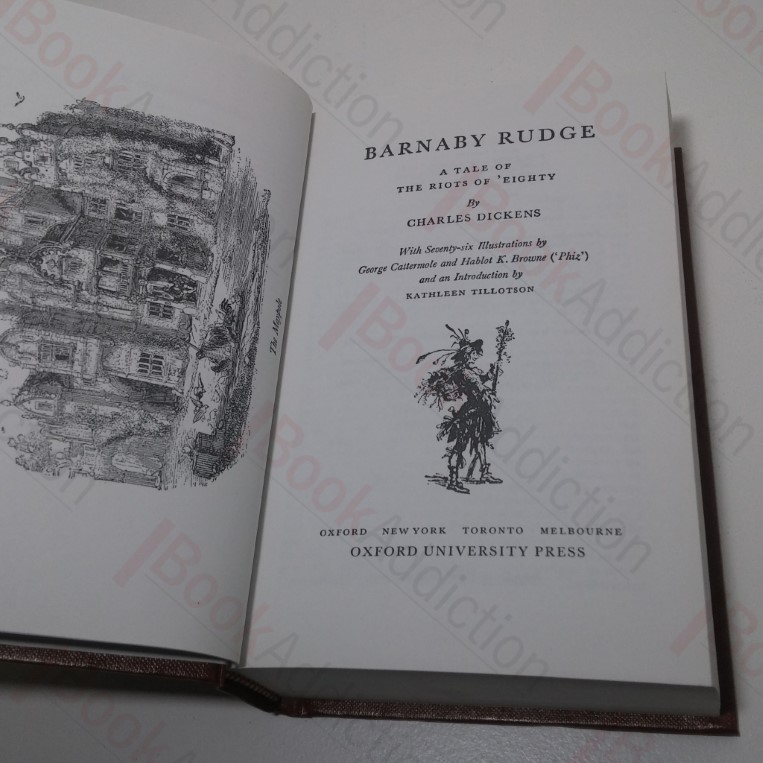 The Maypole
BARNABY RUDGE
A TALE OF
THE RIOTS OF 'EIGHTY
By
CHARLES DICKENS
With Seventy-six Illustrations by
George Cattermole and Hablot K. Browne ('Phiz')
and an Introduction by
KATHLEEN TILLOTSON
OXFORD NEW YORK TORONTO MELBOURNE
OXFORD UNIVERSITY PRESS
BookAddiction